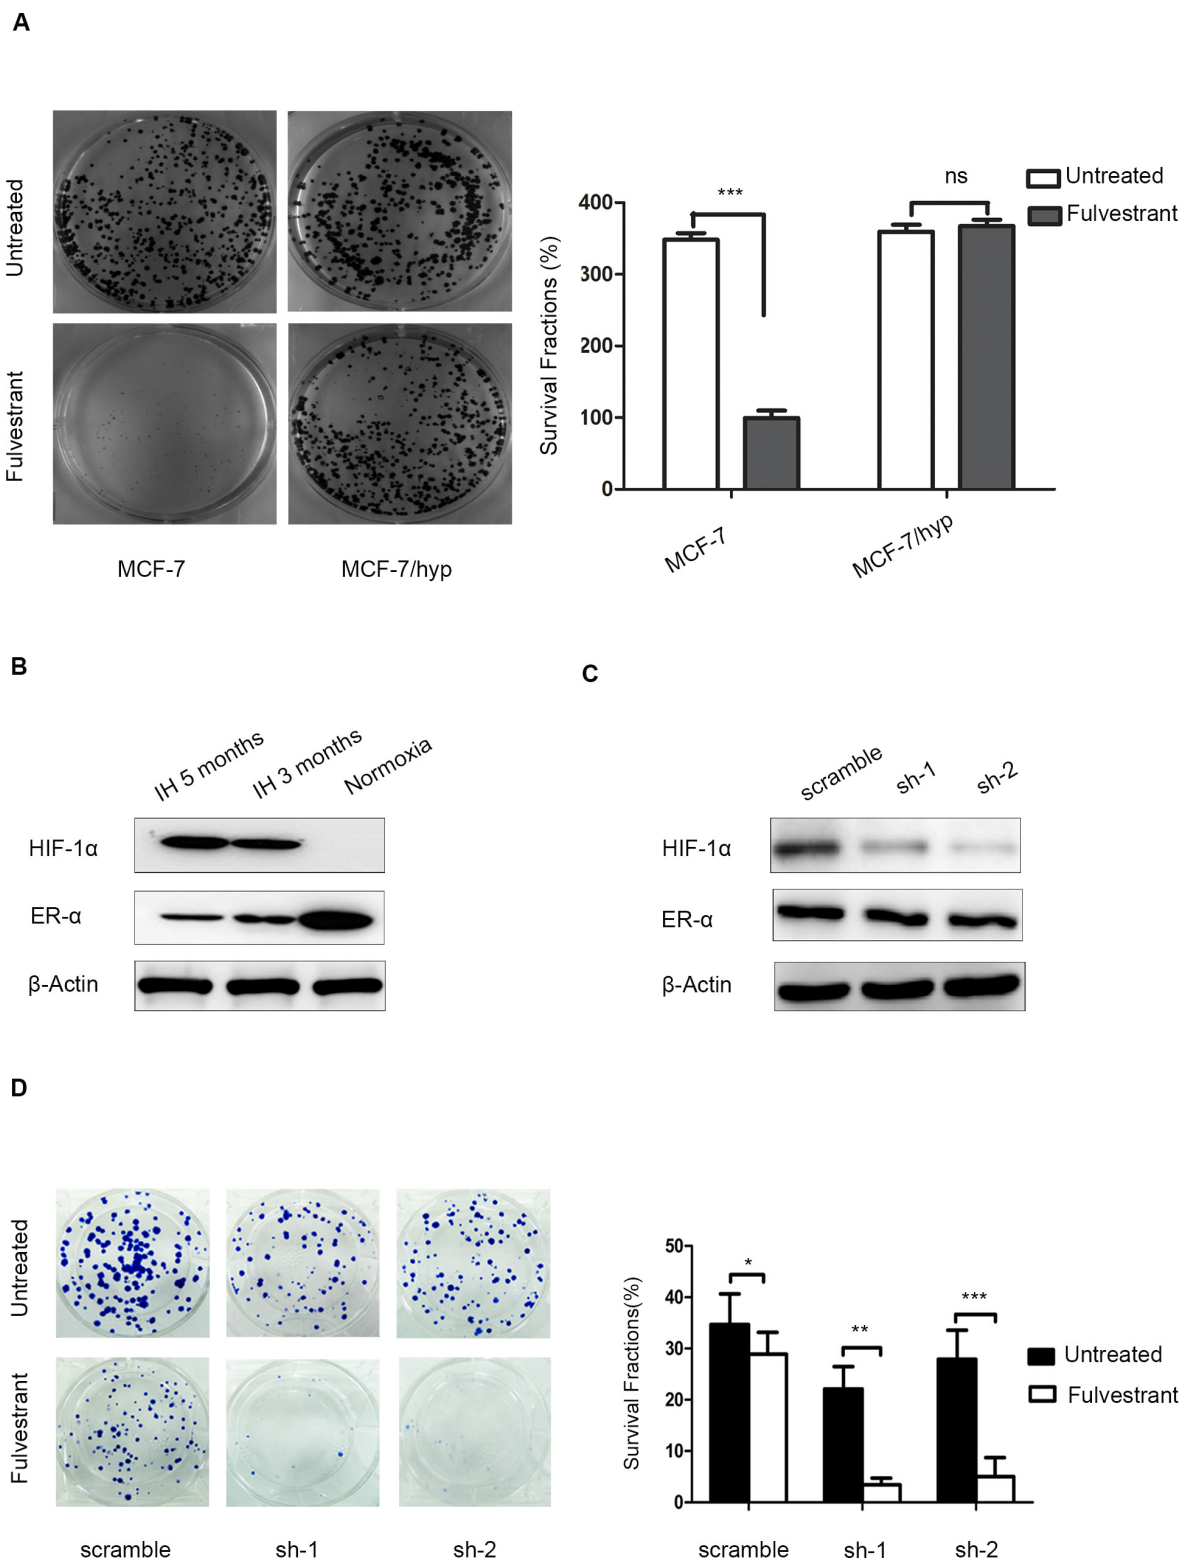 A
Untreated
Fulvestrant
MCF-7
MCF-7/hyp
Survival Fractions (%)
400
300
200
100
0
***
ns
Untreated
Fulvestrant
MCF-7
MCF-7/hyp
B
IH 5 months
IH 3 months
Normoxia
HIF-1α
ER-α
β-Actin
C
scramble
sh-1
sh-2
HIF-1α
ER-α
β-Actin
D
Untreated
Fulvestrant
scramble
sh-1
sh-2
Survival Fractions(%)
50
40
30
20
10
0
*
**
***
Untreated
Fulvestrant
scramble
sh-1
sh-2